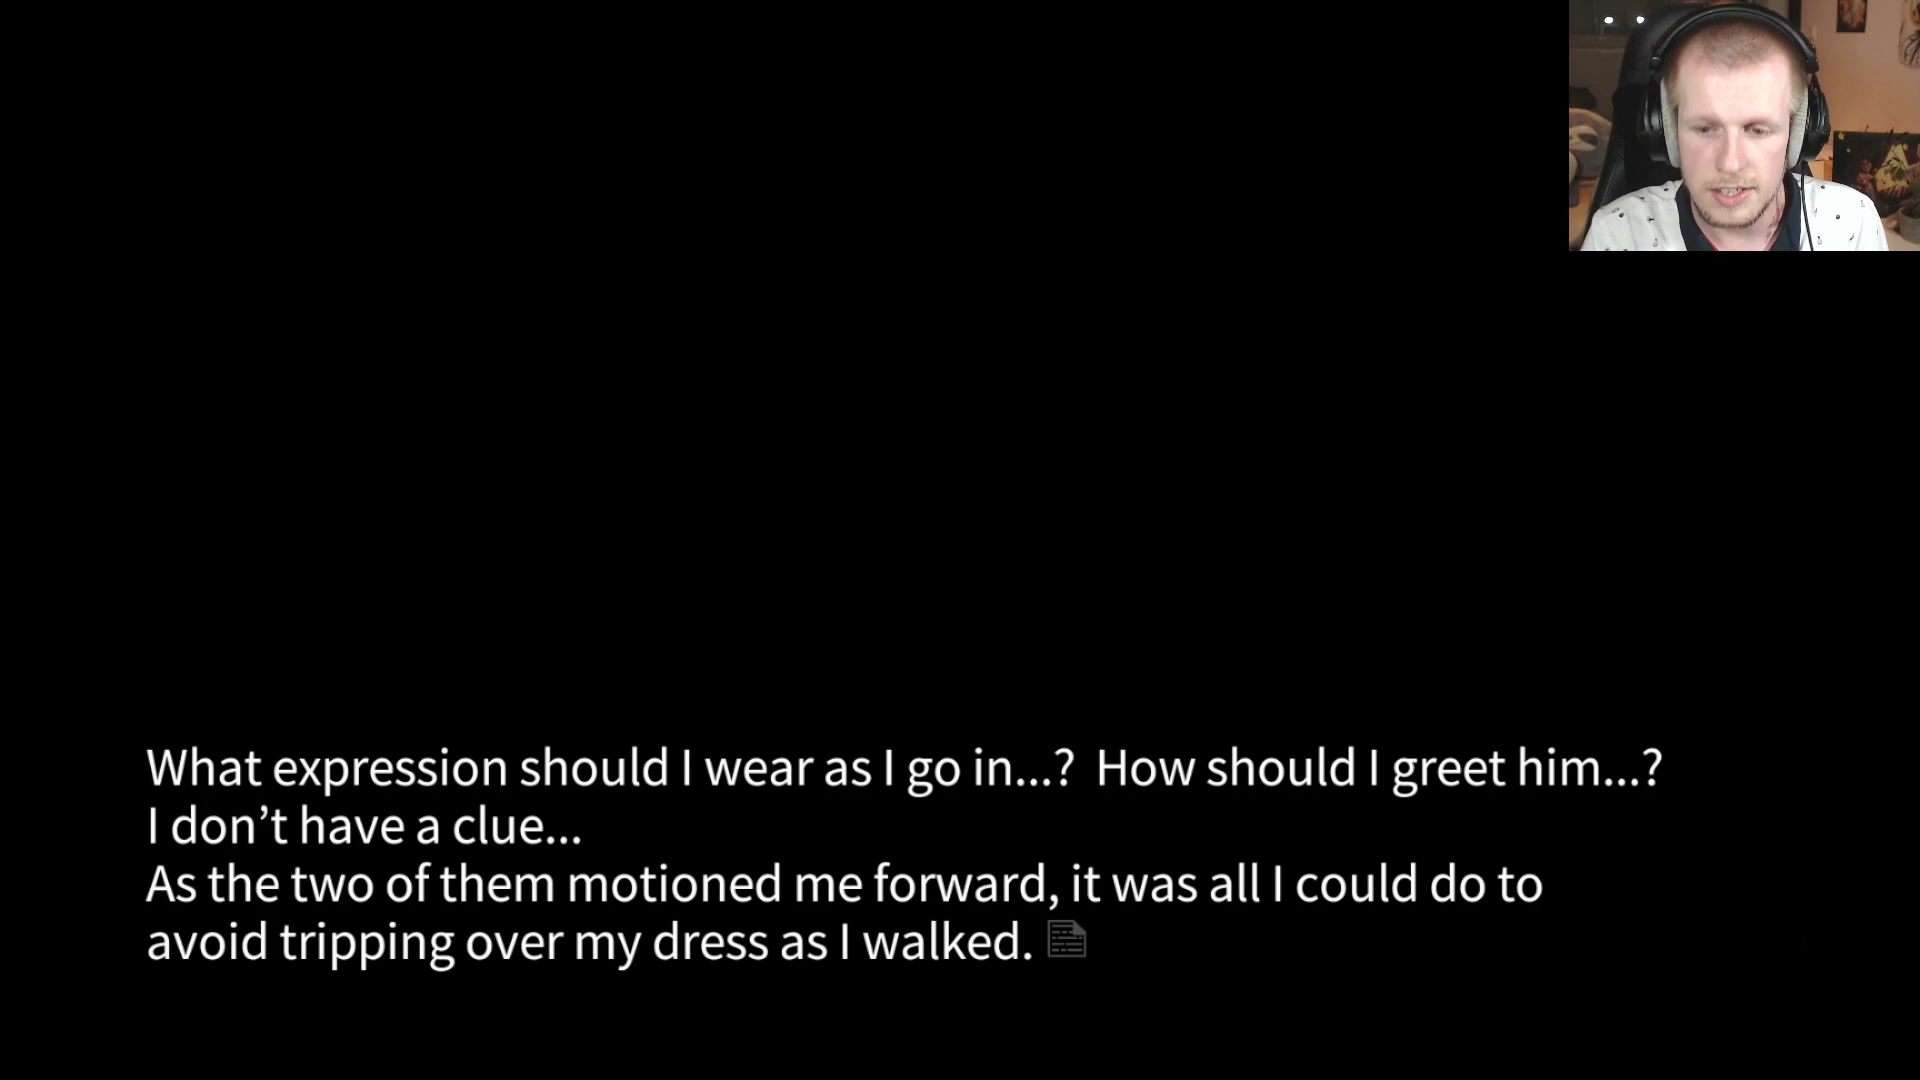 What expression should I wear as I go in...?  How should I greet him...?
I don’t have a clue...
As the two of them motioned me forward, it was all I could do to
avoid tripping over my dress as I walked.